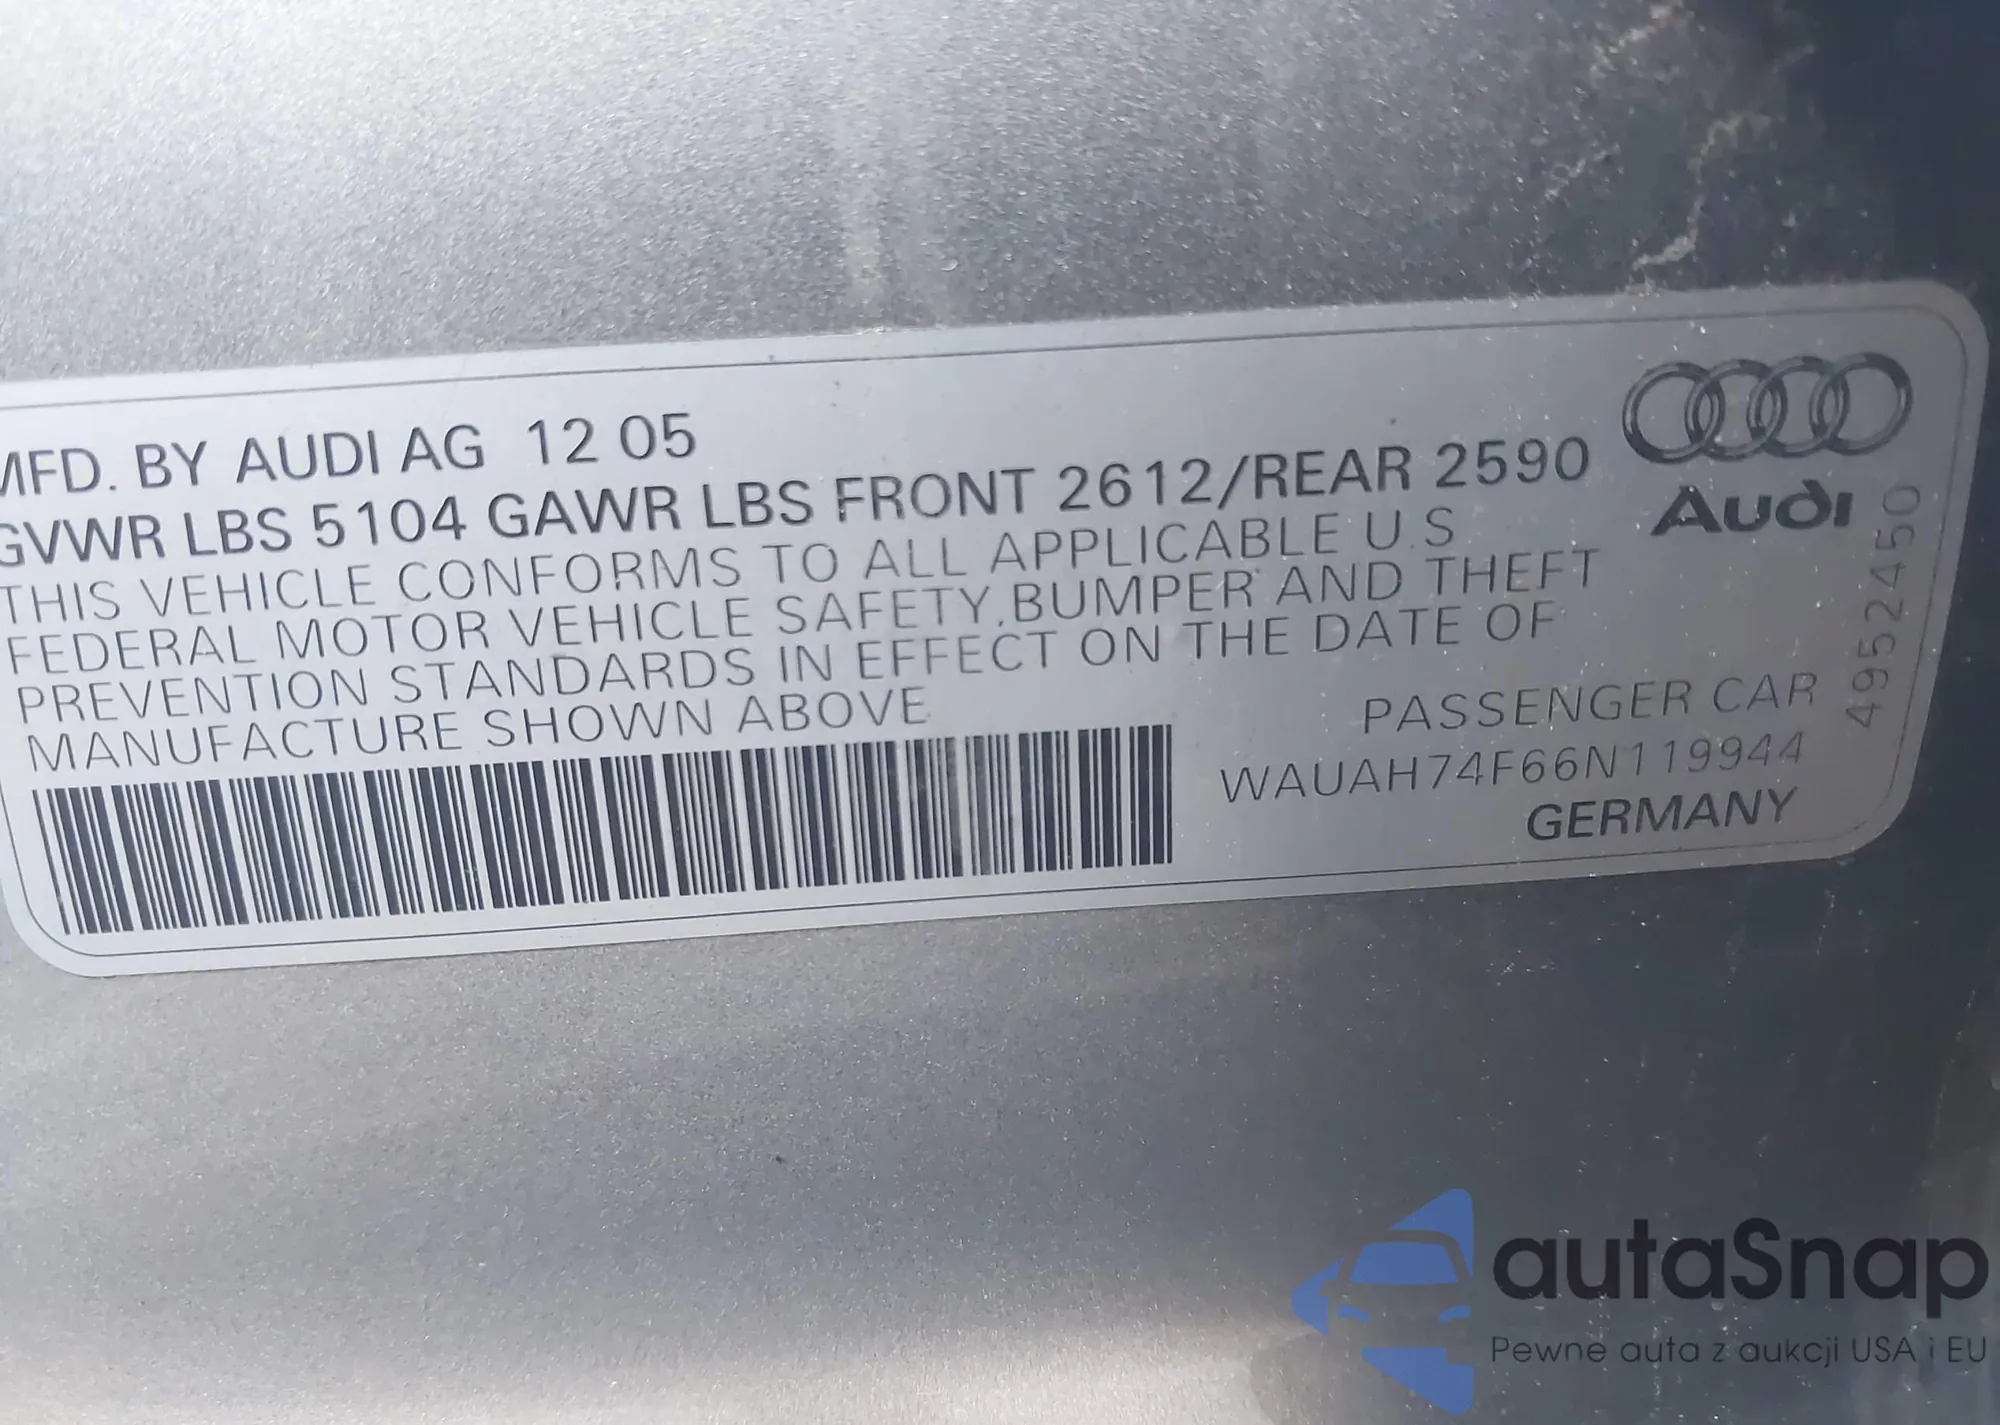 MFD. BY AUDI AG 12 05
GVWR LBS 5104 GAWR LBS FRONT 2612/REAR 2590
THIS VEHICLE CONFORMS TO ALL APPLICABLE U S
FEDERAL MOTOR VEHICLE SAFETY, BUMPER AND THEFT
PREVENTION STANDARDS IN EFFECT ON THE DATE OF
MANUFACTURE SHOWN ABOVE
Audi
4952450
PASSENGER CAR
WAUAH74F66N119944
GERMANY
autaSnap
Pewne auta z aukcji USA i EU